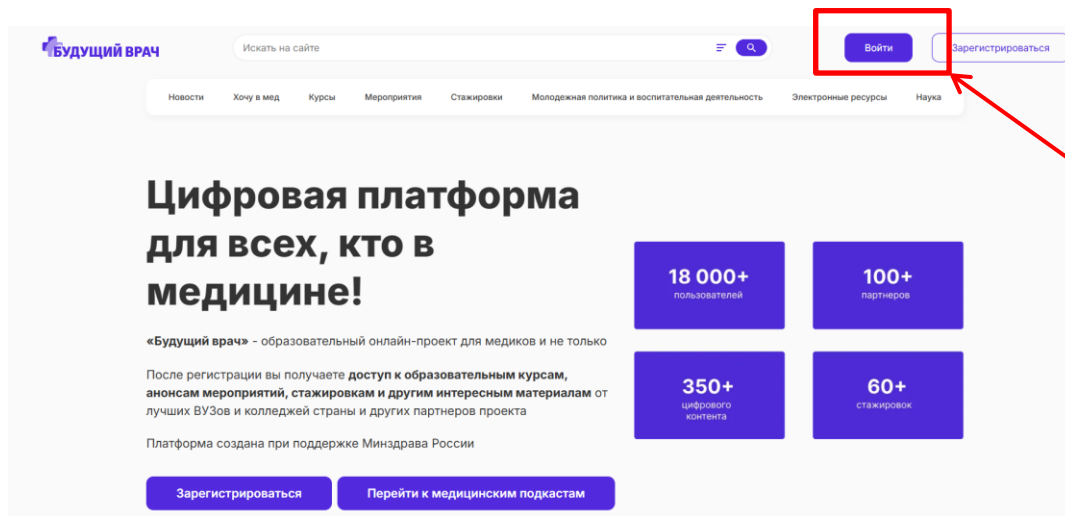 БУДУЩИЙ ВРАЧ
Искать на сайте
Войти
Зарегистрироваться
Новости Хочу в мед Курсы Мероприятия Стажировки Молодежная политика и воспитательная деятельность Электронные ресурсы Наука
Цифровая платформа
для всех, кто в
медицине!
«Будущий врач» - образовательный онлайн-проект для медиков и не только
После регистрации вы получаете доступ к образовательным курсам,
анонсам мероприятий, стажировкам и другим интересным материалам от
лучших ВУЗов и колледжей страны и других партнеров проекта
Платформа создана при поддержке Минздрава России
Зарегистрироваться
Перейти к медицинским подкастам
18 000+
пользователей
100+
партнеров
350+
цифрового
контента
60+
стажировок